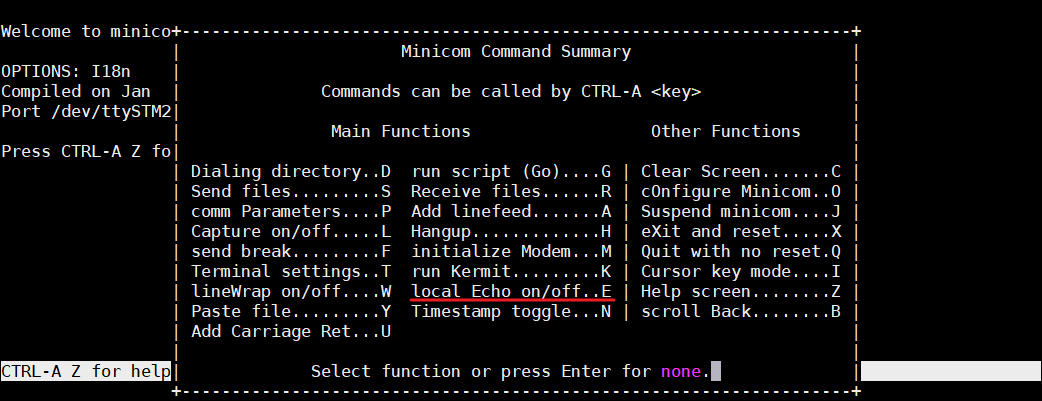 Welcome to minico+-------------------------------------------------------------------+
| Minicom Command Summary |
OPTIONS: I18n | |
Compiled on Jan | Commands can be called by CTRL-A <key> |
Port /dev/ttySTM2| |
| Main Functions Other Functions |
Press CTRL-A Z fo| |
| Dialing directory..D run script (Go)....G | Clear Screen.......C |
| Send files.........S Receive files......R | cOnfigure Minicom..O |
| comm Parameters....P Add linefeed.......A | Suspend minicom....J |
| Capture on/off.....L Hangup.............H | eXit and reset.....X |
| send break.........F initialize Modem...M | Quit with no reset.Q |
| Terminal settings..T run Kermit.........K | Cursor key mode....I |
| lineWrap on/off....W local Echo on/off..E | Help screen........Z |
| Paste file.........Y Timestamp toggle...N | scroll Back........B |
| Add Carriage Ret...U |
| |
CTRL-A Z for help| Select function or press Enter for none. |
+-------------------------------------------------------------------+